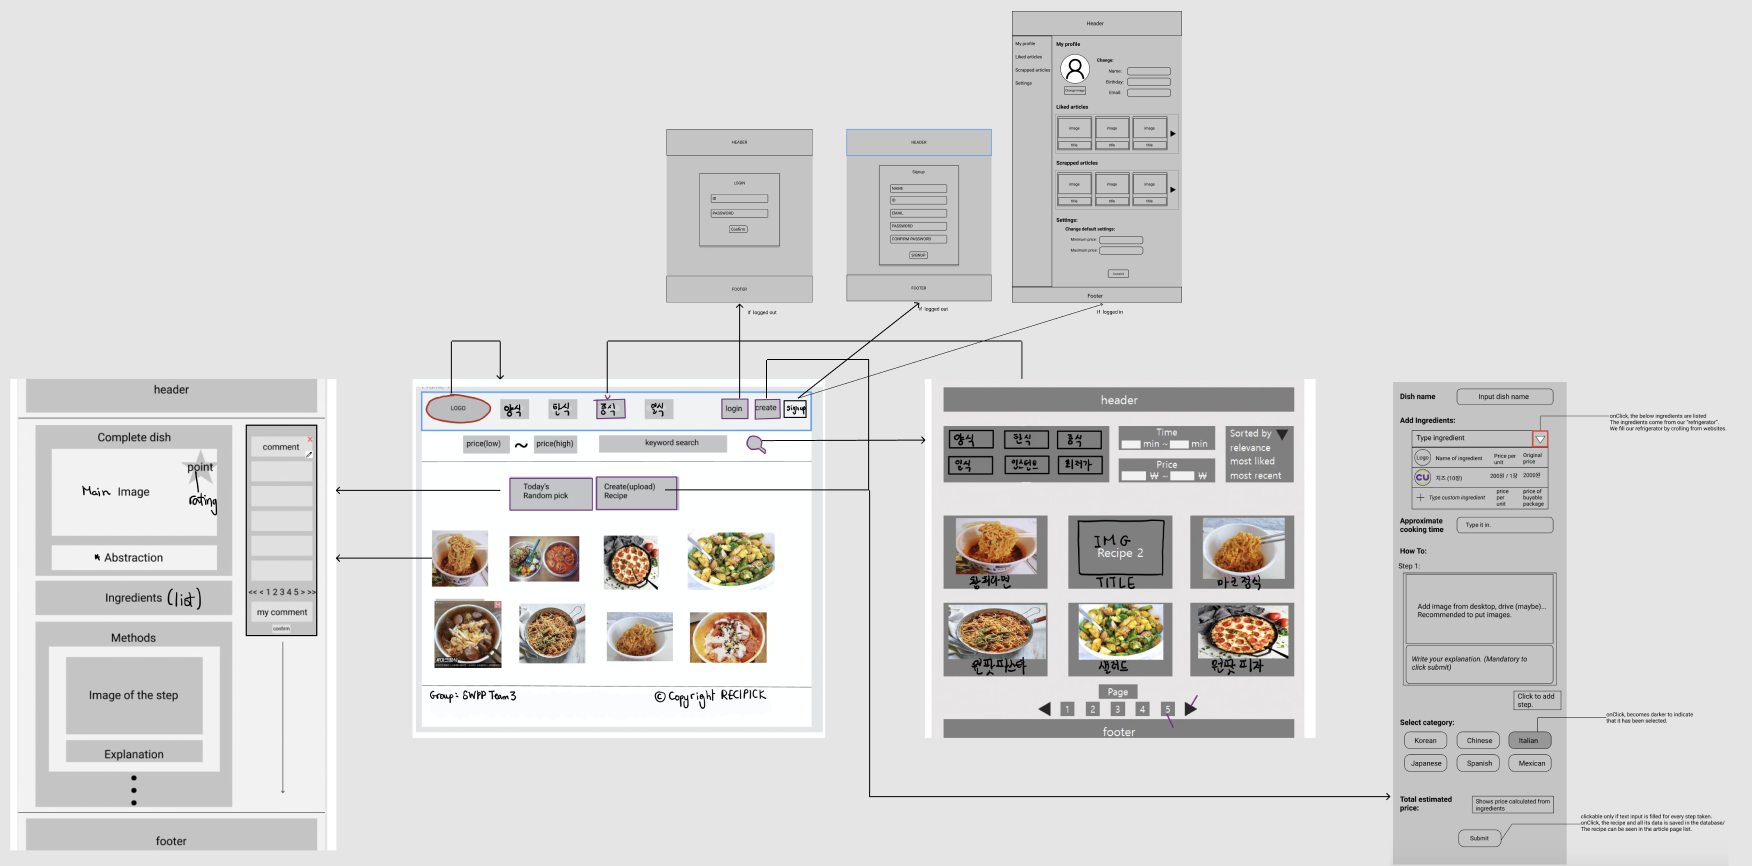 Header
My profile
Liked articles
Scrapped articles
Settings
My profile
Change:
Name:
Birthday:
Email:
Liked articles
image
image
image
title
title
title
Scrapped articles
image
image
image
title
title
title
Settings:
Change default settings:
Minimum price:
Maximum price:
Footer
If logged in
HEADER
LOGIN
ID
PASSWORD
Confirm
FOOTER
If logged out
HEADER
Signup
NAME
ID
EMAIL
PASSWORD
CONFIRM PASSWORD
SIGNUP
FOOTER
If logged out
header
Complete dish
point
Main Image
rating
Abstraction
Ingredients (list)
Methods
Image of the step
Explanation
footer
comment
X
<< < 1 2 3 4 5 > >>
my comment
confirm
LOGO
양식
한식
중식
일식
login
create
signup
price(low) ~ price(high)
keyword search
Today's
Random pick
Create(upload)
Recipe
Group: SWPP Team3
© Copyright RECIPICK
header
양식
한식
중식
일식
인스턴트
Time
min ~ min
Price
₩ ~ ₩
Sorted by
relevance
most liked
most recent
IMG
Recipe 2
TITLE
마크정식
원팟파스타
샐러드
원팟피자
Page
1 2 3 4 5
footer
Dish name
Input dish name
Add Ingredients:
Type ingredient
Logo
Name of ingredient
Price per
unit
Original
price
CU
치즈 (10장)
200원 / 1장
2000원
Type custom ingredient
price
per
unit
price of
buyable
package
Approximate
cooking time
Type it in.
How To:
Step 1:
Add image from desktop, drive (maybe)...
Recommended to put images.
Write your explanation. (Mandatory to
click submit)
Click to add
step.
Select category:
Korean
Chinese
Italian
Japanese
Spanish
Mexican
Total estimated
price:
Shows price calculated from
ingredients
Submit
onClick, the below ingredients are listed
The ingredients come from our "refrigerator".
We fill our refrigerator by crolling from websites.
onClick, becomes darker to indicate
that it has been selected.
clickable only if text input is filled for every step taken.
onClick, the recipe and all its data is saved in the database/
The recipe can be seen in the article page list.